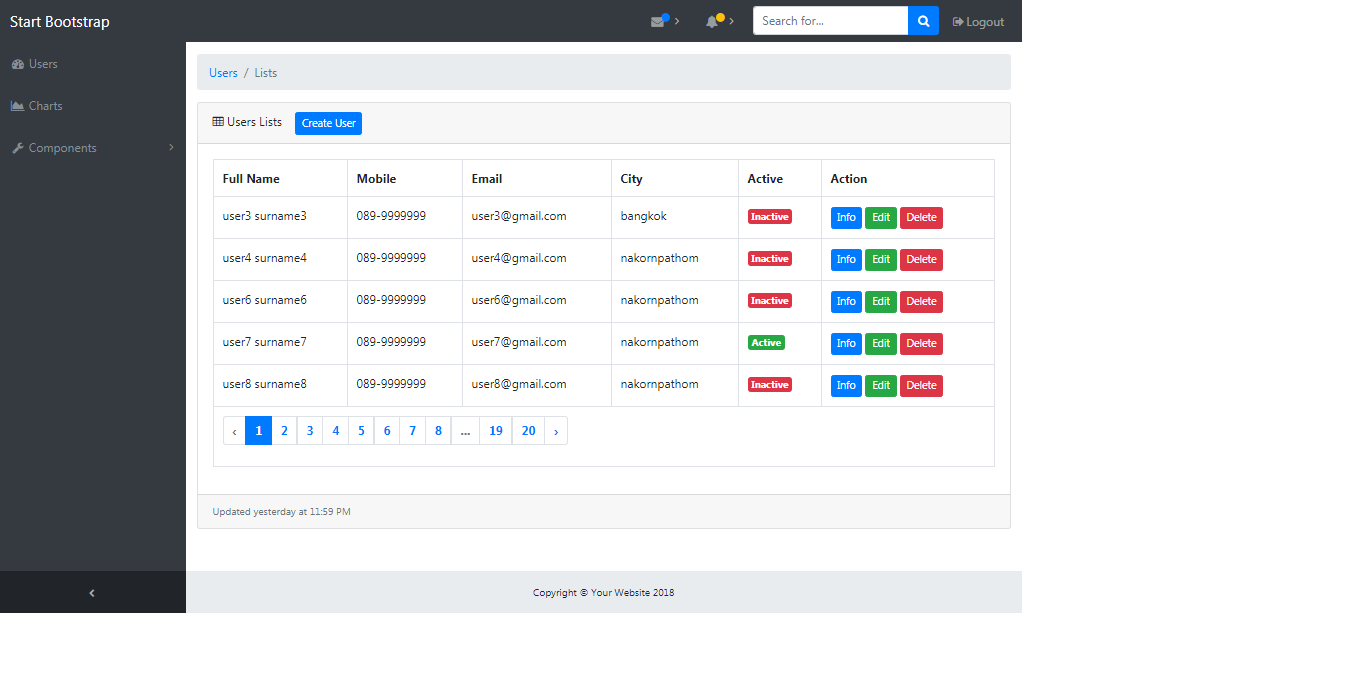 Start Bootstrap
Search for...
Logout
Users
Charts
Components
Users / Lists
Users Lists Create User
Full Name Mobile Email City Active Action
user3 surname3 089-9999999 user3@gmail.com bangkok Inactive Info Edit Delete
user4 surname4 089-9999999 user4@gmail.com nakornpathom Inactive Info Edit Delete
user6 surname6 089-9999999 user6@gmail.com nakornpathom Inactive Info Edit Delete
user7 surname7 089-9999999 user7@gmail.com nakornpathom Active Info Edit Delete
user8 surname8 089-9999999 user8@gmail.com nakornpathom Inactive Info Edit Delete
‹ 1 2 3 4 5 6 7 8 ... 19 20 ›
Updated yesterday at 11:59 PM
Copyright © Your Website 2018